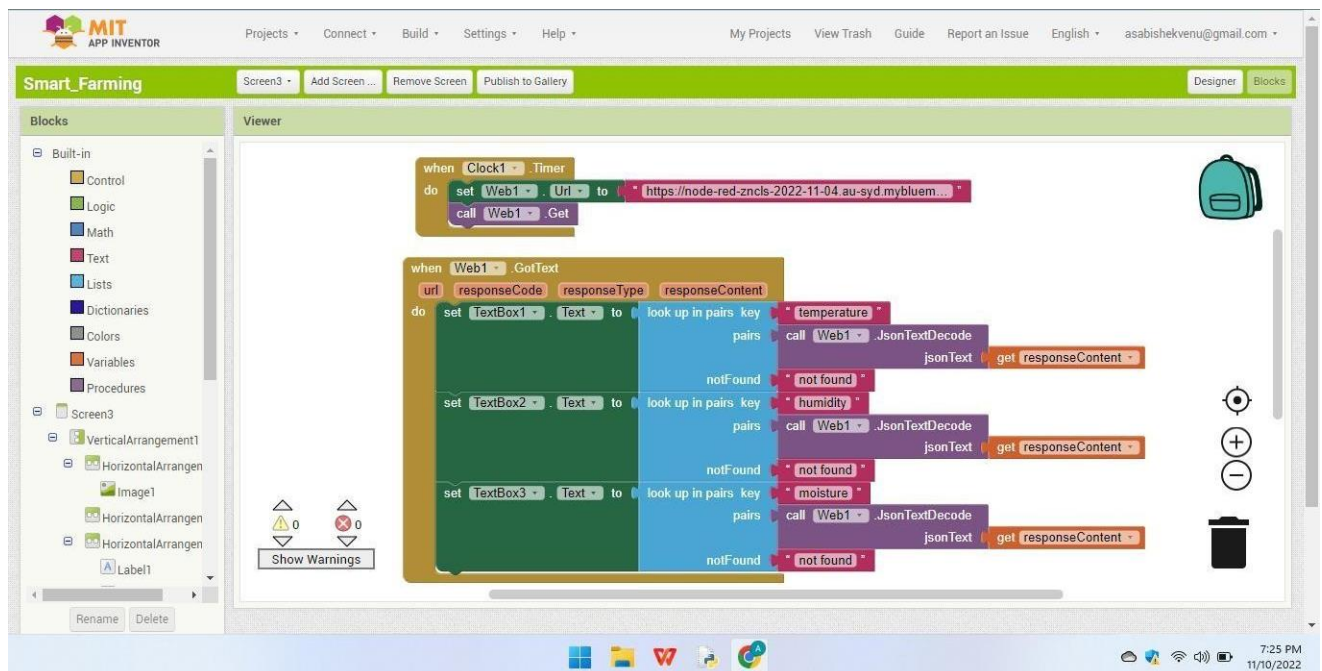 MIT
APP INVENTOR
Projects
Connect
Build
Settings
Help
My Projects
View Trash
Guide
Report an Issue
English
asabishekvenu@gmail.com
Smart_Farming
Screen3
Add Screen ...
Remove Screen
Publish to Gallery
Designer
Blocks
Blocks
Viewer
Built-in
Control
Logic
Math
Text
Lists
Dictionaries
Colors
Variables
Procedures
Screen3
VerticalArrangement1
HorizontalArrangen
Image1
HorizontalArrangen
HorizontalArrangen
Label1
Rename
Delete
when Clock1 .Timer
do set Web1 . Url to " https://node-red-zncls-2022-11-04.au-syd.mybluem... "
call Web1 .Get
when Web1 .GotText
url responseCode responseType responseContent
do set TextBox1 . Text to look up in pairs key " temperature "
pairs call Web1 .JsonTextDecode
jsonText get responseContent
notFound " not found "
set TextBox2 . Text to look up in pairs key " humidity "
pairs call Web1 .JsonTextDecode
jsonText get responseContent
notFound " not found "
set TextBox3 . Text to look up in pairs key " moisture "
pairs call Web1 .JsonTextDecode
jsonText get responseContent
notFound " not found "
0 0
Show Warnings
7:25 PM
11/10/2022